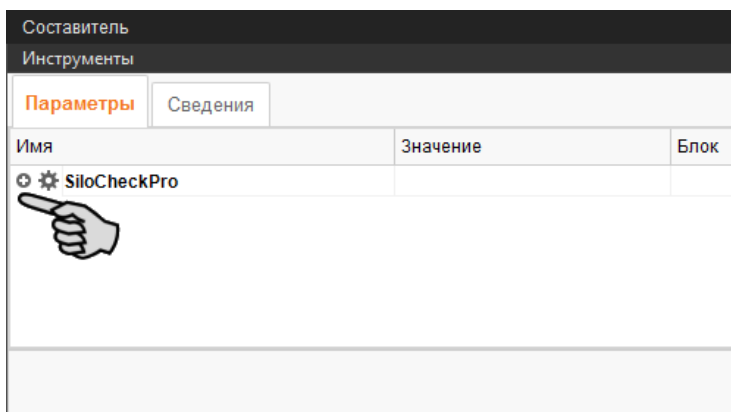 Составитель
Инструменты
Параметры Сведения
Имя Значение Блок
SiloCheckPro